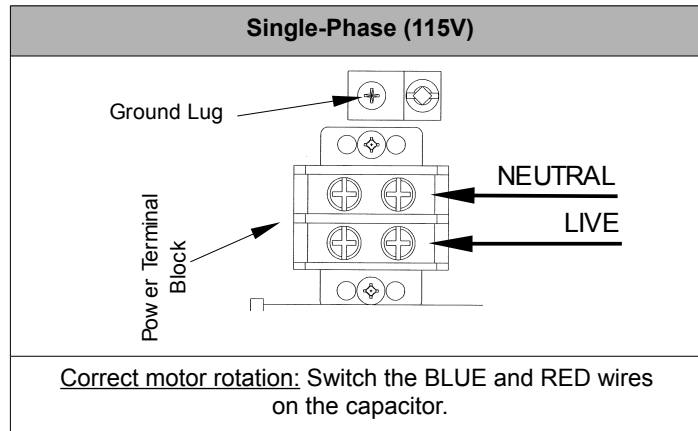 Single-Phase (115V)
Ground Lug
NEUTRAL
LIVE
Power Terminal
Block
Correct motor rotation: Switch the BLUE and RED wires
on the capacitor.